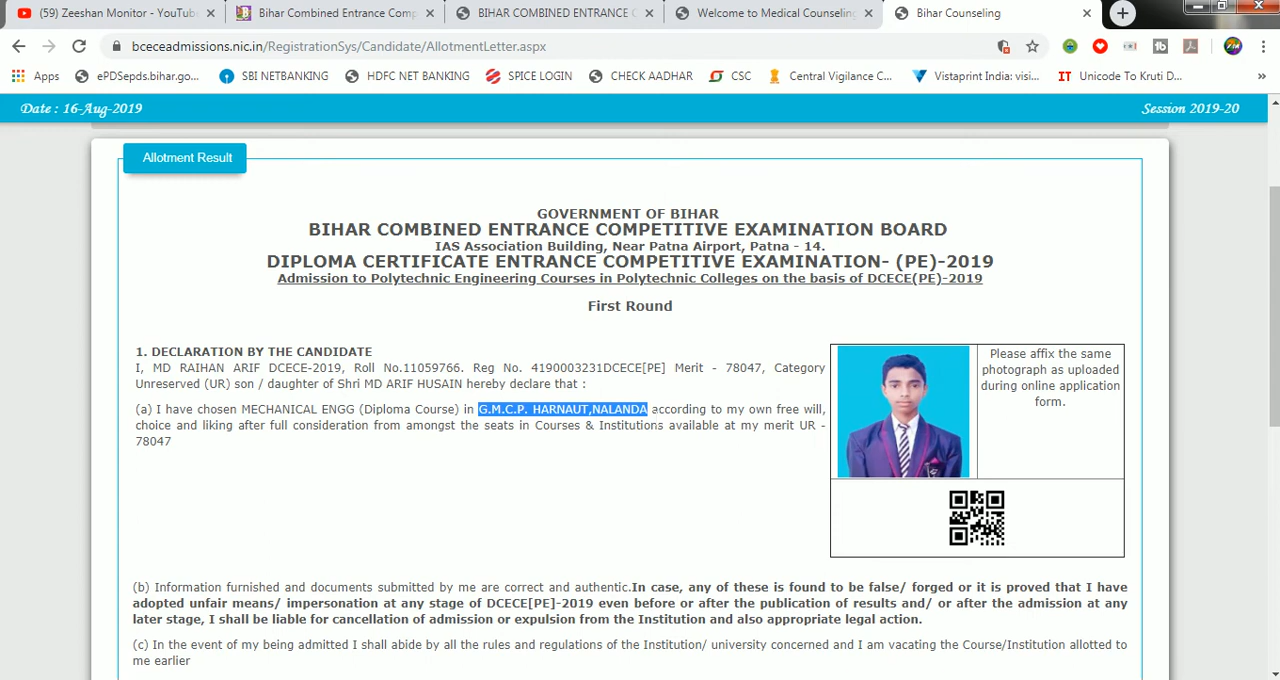 (59) Zeeshan Monitor - YouTube
Bihar Combined Entrance Comp
BIHAR COMBINED ENTRANCE C
Welcome to Medical Counseling
Bihar Counseling
bceceadmissions.nic.in/RegistrationSys/Candidate/AllotmentLetter.aspx
Apps
ePDSepds.bihar.go...
SBI NETBANKING
HDFC NET BANKING
SPICE LOGIN
CHECK AADHAR
CSC
Central Vigilance C...
Vistaprint India: visi...
IT Unicode To Kruti D...
»
Date : 16-Aug-2019
Session 2019-20
Allotment Result
GOVERNMENT OF BIHAR
BIHAR COMBINED ENTRANCE COMPETITIVE EXAMINATION BOARD
IAS Association Building, Near Patna Airport, Patna - 14.
DIPLOMA CERTIFICATE ENTRANCE COMPETITIVE EXAMINATION- (PE)-2019
Admission to Polytechnic Engineering Courses in Polytechnic Colleges on the basis of DCECE(PE)-2019
First Round
1. DECLARATION BY THE CANDIDATE
I, MD RAIHAN ARIF DCECE-2019, Roll No.11059766. Reg No. 4190003231DCECE[PE] Merit - 78047, Category
Unreserved (UR) son / daughter of Shri MD ARIF HUSAIN hereby declare that :
(a) I have chosen MECHANICAL ENGG (Diploma Course) in G.M.C.P. HARNAUT,NALANDA according to my own free will,
choice and liking after full consideration from amongst the seats in Courses & Institutions available at my merit UR -
78047
Please affix the same
photograph as uploaded
during online application
form.
(b) Information furnished and documents submitted by me are correct and authentic.In case, any of these is found to be false/ forged or it is proved that I have
adopted unfair means/ impersonation at any stage of DCECE[PE]-2019 even before or after the publication of results and/ or after the admission at any
later stage, I shall be liable for cancellation of admission or expulsion from the Institution and also appropriate legal action.
(c) In the event of my being admitted I shall abide by all the rules and regulations of the Institution/ university concerned and I am vacating the Course/Institution allotted to
me earlier